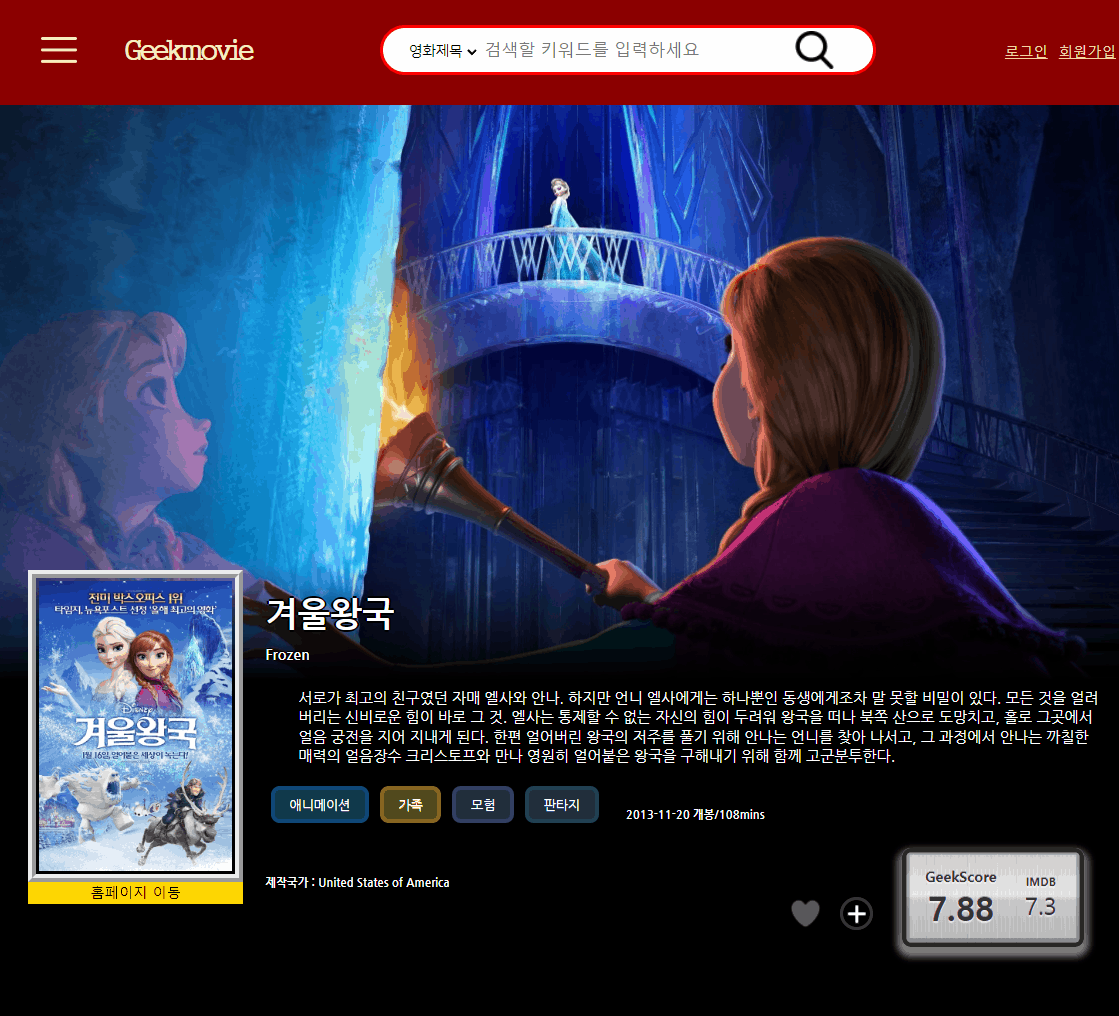 Geekmovie
영화제목
검색할 키워드를 입력하세요
로그인 회원가입
전미 박스오피스 1위
타임지, 뉴욕포스트 선정 '올해 최고의 영화'
DISNEY
겨울왕국
1월 16일, 얼어붙은 세상이 녹는다!
홈페이지 이동
겨울왕국
Frozen
서로가 최고의 친구였던 자매 엘사와 안나. 하지만 언니 엘사에게는 하나뿐인 동생에게조차 말 못할 비밀이 있다. 모든 것을 얼려
버리는 신비로운 힘이 바로 그 것. 엘사는 통제할 수 없는 자신의 힘이 두려워 왕국을 떠나 북쪽 산으로 도망치고, 홀로 그곳에서
얼음 궁전을 지어 지내게 된다. 한편 얼어버린 왕국의 저주를 풀기 위해 안나는 언니를 찾아 나서고, 그 과정에서 안나는 까칠한
매력의 얼음장수 크리스토프와 만나 영원히 얼어붙은 왕국을 구해내기 위해 함께 고군분투한다.
애니메이션 가족 모험 판타지 2013-11-20 개봉/108mins
제작국가 : United States of America
GeekScore IMDB
7.88 7.3